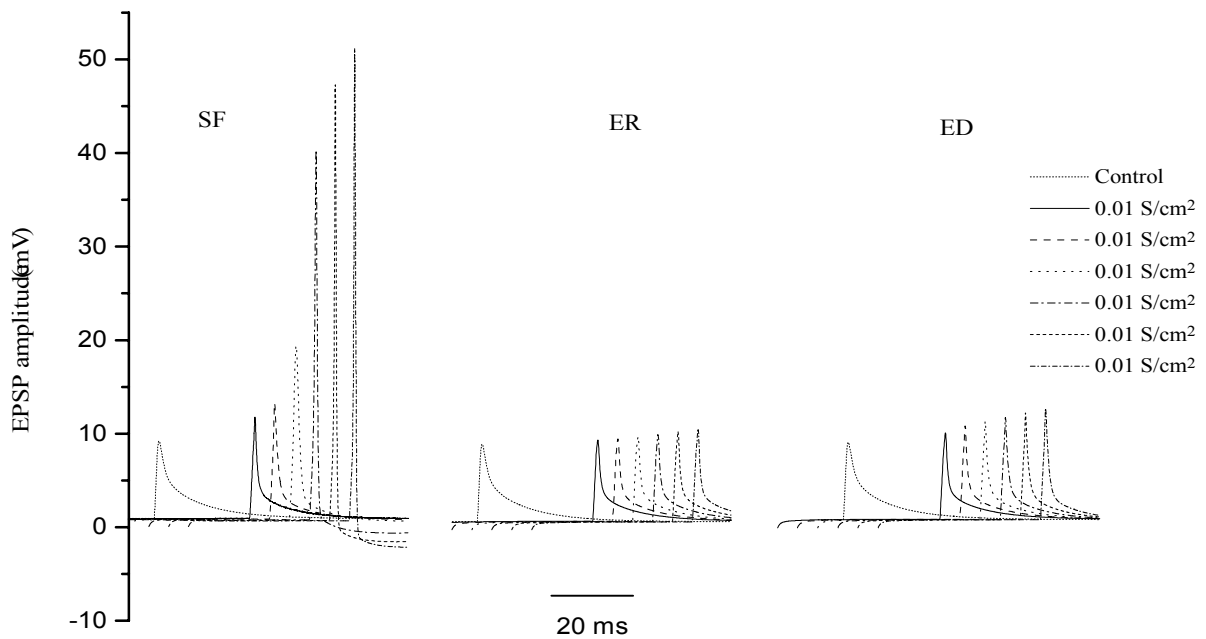 50
40
30
20
10
0
-10
EPSP amplitude(mV)
SF
ER
ED
Control
0.01 S/cm²
0.01 S/cm²
0.01 S/cm²
0.01 S/cm²
0.01 S/cm²
0.01 S/cm²
20 ms